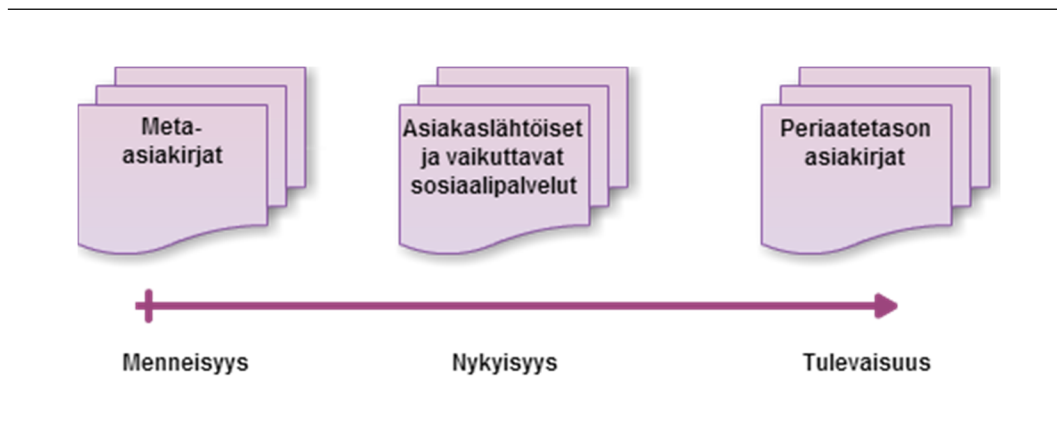 Meta-
asiakirjat
Asiakaslähtöiset
ja vaikuttavat
sosiaalipalvelut
Periaatetason
asiakirjat
Menneisyys
Nykyisyys
Tulevaisuus